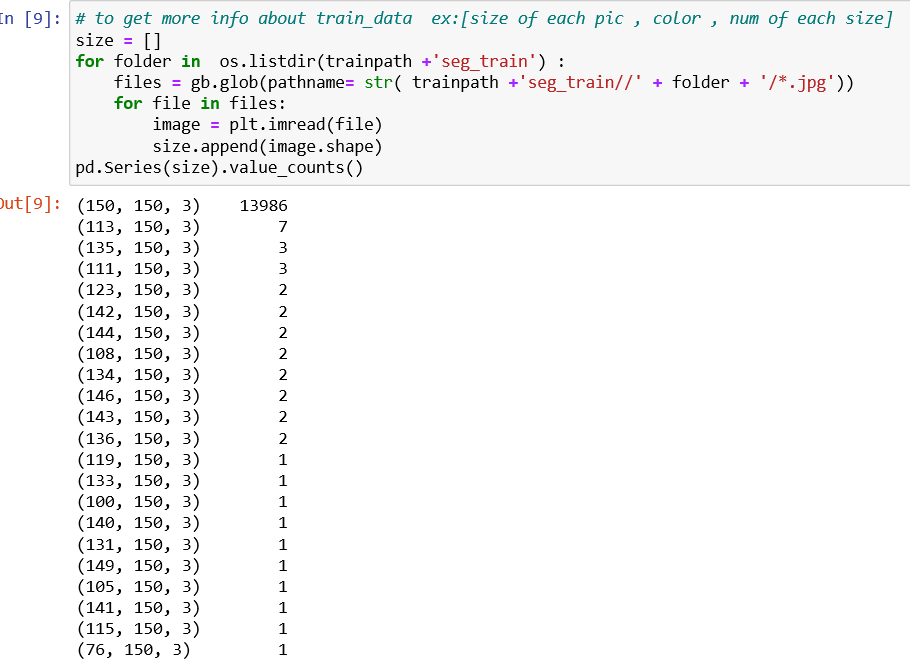 In [9]: # to get more info about train_data  ex:[size of each pic , color , num of each size]
size = []
for folder in  os.listdir(trainpath +'seg_train') :
    files = gb.glob(pathname= str( trainpath +'seg_train//' + folder + '/*.jpg'))
    for file in files:
        image = plt.imread(file)
        size.append(image.shape)
pd.Series(size).value_counts()
Out[9]: (150, 150, 3)    13986
(113, 150, 3)        7
(135, 150, 3)        3
(111, 150, 3)        3
(123, 150, 3)        2
(142, 150, 3)        2
(144, 150, 3)        2
(108, 150, 3)        2
(134, 150, 3)        2
(146, 150, 3)        2
(143, 150, 3)        2
(136, 150, 3)        2
(119, 150, 3)        1
(133, 150, 3)        1
(100, 150, 3)        1
(140, 150, 3)        1
(131, 150, 3)        1
(149, 150, 3)        1
(105, 150, 3)        1
(141, 150, 3)        1
(115, 150, 3)        1
(76, 150, 3)         1